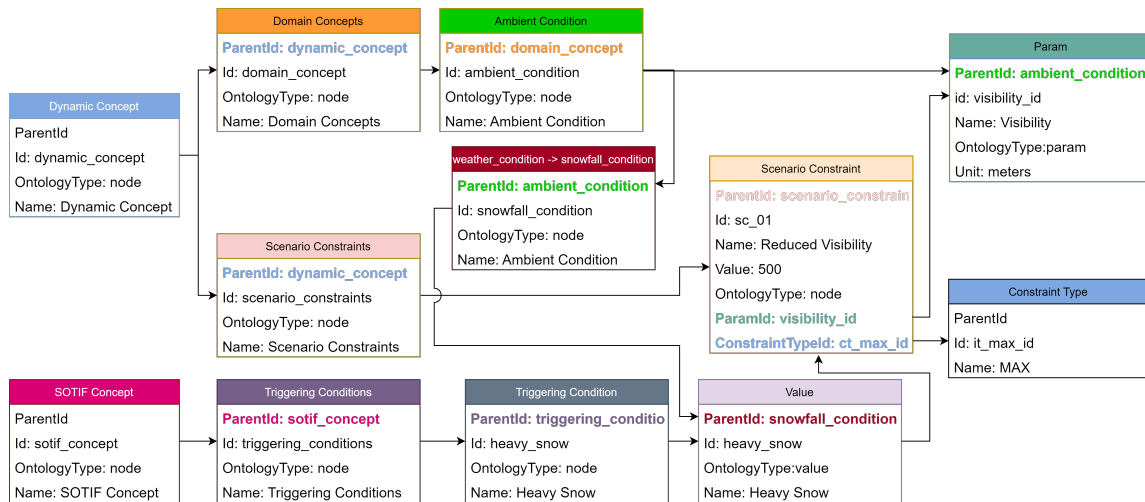 Domain Concepts
ParentId: dynamic_concept
Id: domain_concept
OntologyType: node
Name: Domain Concepts
Ambient Condition
ParentId: domain_concept
Id: ambient_condition
OntologyType: node
Name: Ambient Condition
Param
ParentId: ambient_condition
id: visibility_id
Name: Visibility
OntologyType:param
Unit: meters
Dynamic Concept
ParentId
Id: dynamic_concept
OntologyType: node
Name: Dynamic Concept
weather_condition -> snowfall_condition
ParentId: ambient_condition
Id: snowfall_condition
OntologyType: node
Name: Ambient Condition
Scenario Constraint
ParentId: scenario_constrain
Id: sc_01
Name: Reduced Visibility
Value: 500
OntologyType: node
ParamId: visibility_id
ConstraintTypeId: ct_max_id
Scenario Constraints
ParentId: dynamic_concept
Id: scenario_constraints
OntologyType: node
Name: Scenario Constraints
Constraint Type
ParentId
Id: it_max_id
Name: MAX
SOTIF Concept
ParentId
Id: sotif_concept
OntologyType: node
Name: SOTIF Concept
Triggering Conditions
ParentId: sotif_concept
Id: triggering_conditions
OntologyType: node
Name: Triggering Conditions
Triggering Condition
ParentId: triggering_conditio
Id: heavy_snow
OntologyType: node
Name: Heavy Snow
Value
ParentId: snowfall_condition
Id: heavy_snow
OntologyType:value
Name: Heavy Snow